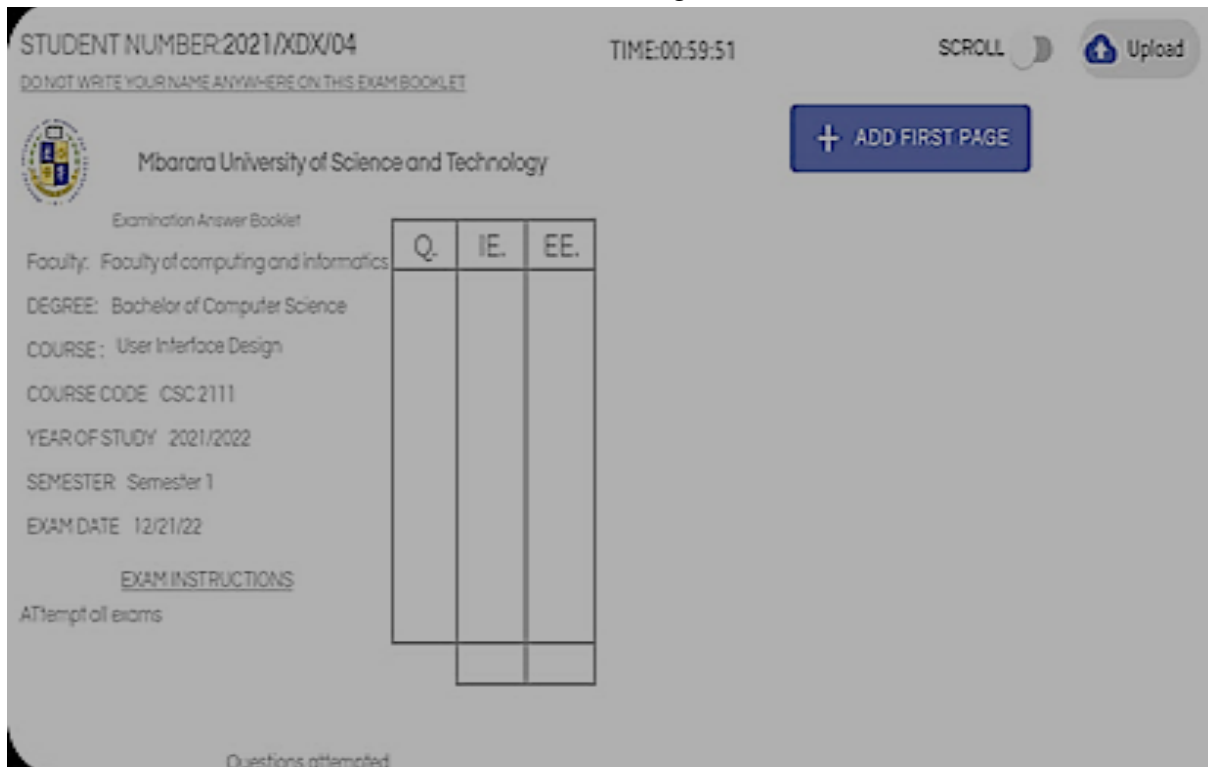 STUDENT NUMBER:2021/XDX/04
TIME:00:59:51
SCROLL
Upload
DO NOT WRITE YOUR NAME ANYWHERE ON THIS EXAM BOOKLET
ADD FIRST PAGE
Mbarara University of Science and Technology
Examination Answer Booklet
Q. IE. EE.
Faculty: Faculty of computing and informatics
DEGREE: Bachelor of Computer Science
COURSE: User Interface Design
COURSE CODE CSC 2111
YEAR OF STUDY 2021/2022
SEMESTER Semester 1
EXAM DATE 12/21/22
EXAM INSTRUCTIONS
ATtempt all exams
Questions attempted